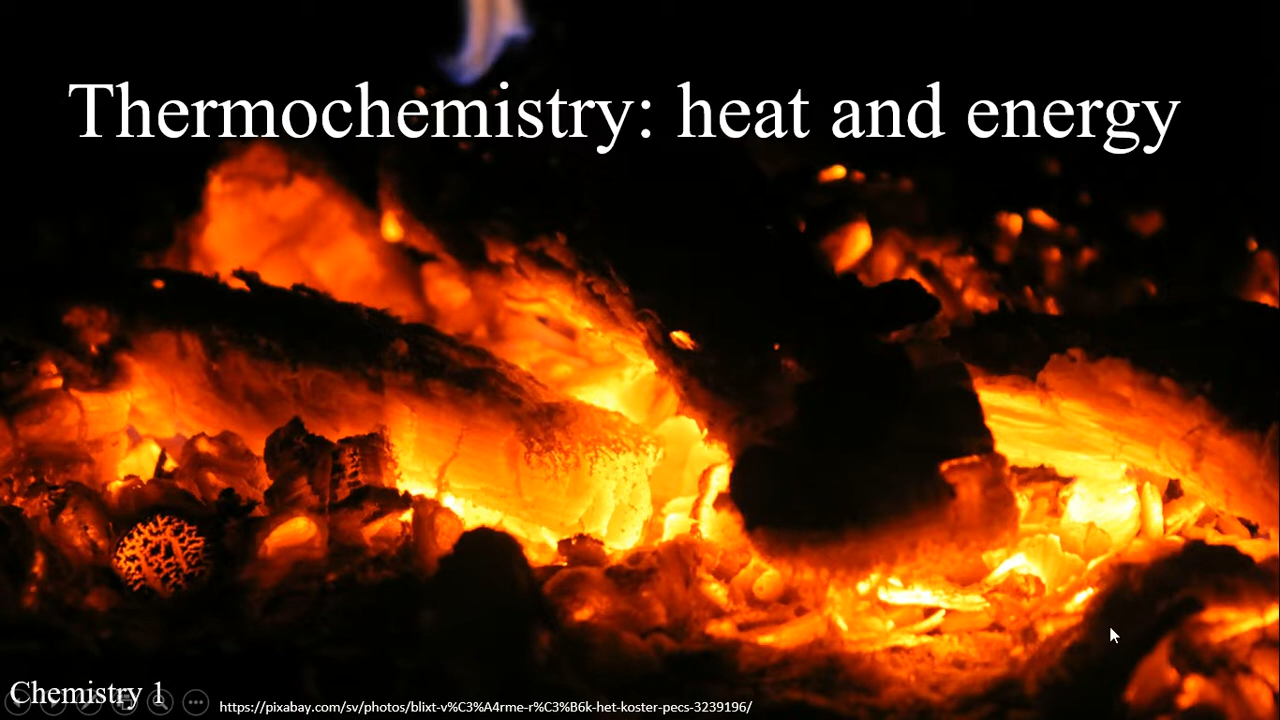 Thermochemistry: heat and energy
Chemistry 1
https://pixabay.com/sv/photos/blixt-v%C3%A4rme-r%C3%B6k-het-koster-pecs-3239196/